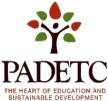 PADETC
THE HEART OF EDUCATION AND
SUSTAINABLE DEVELOPMENT